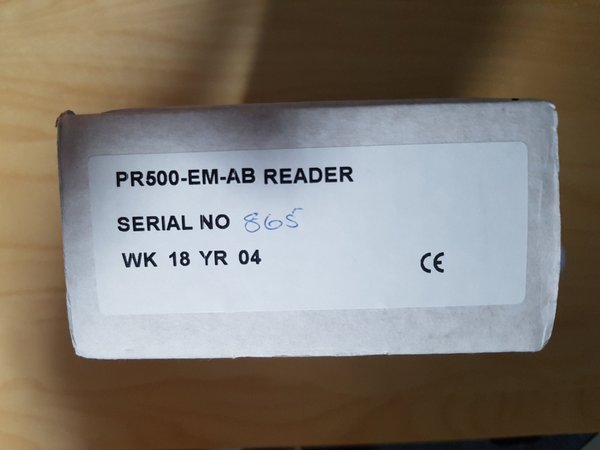 PR500-EM-AB READER
SERIAL NO 865
WK 18 YR 04 CE